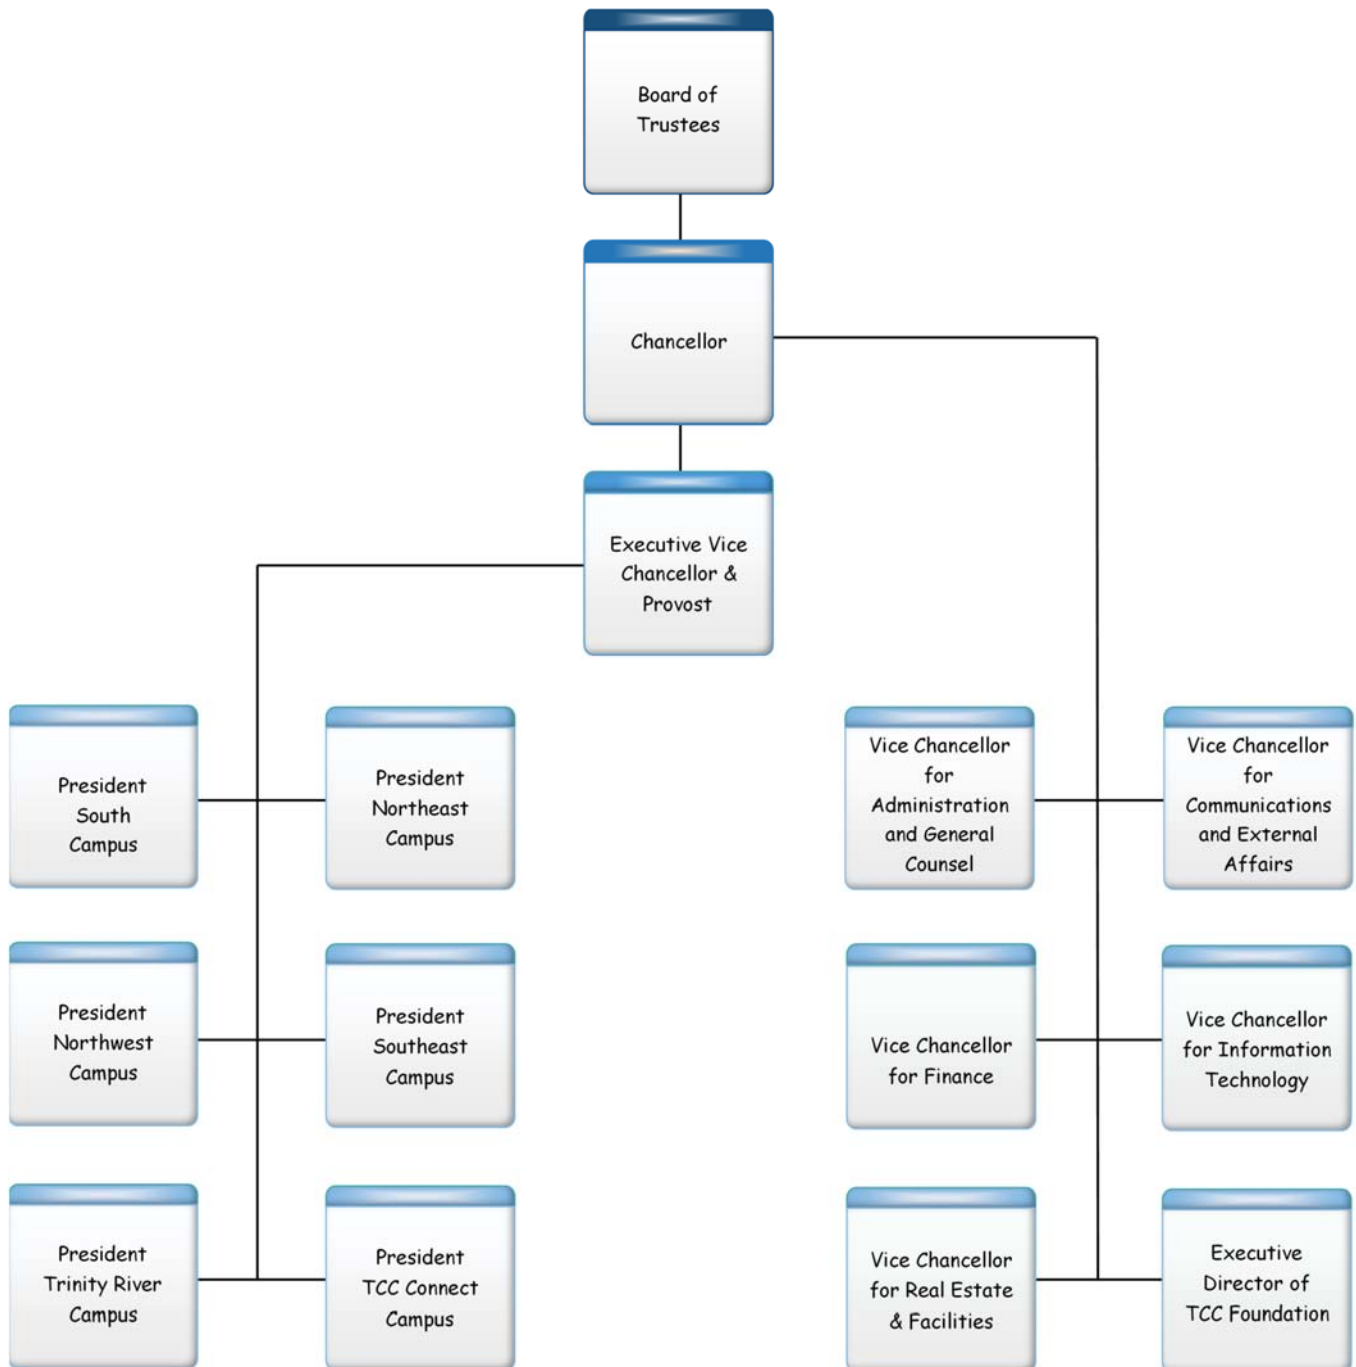 Board of
Trustees
Chancellor
Executive Vice
Chancellor &
Provost
President
South
Campus
President
Northeast
Campus
Vice Chancellor
for
Administration
and General
Counsel
Vice Chancellor
for
Communications
and External
Affairs
President
Northwest
Campus
President
Southeast
Campus
Vice Chancellor
for Finance
Vice Chancellor
for Information
Technology
President
Trinity River
Campus
President
TCC Connect
Campus
Vice Chancellor
for Real Estate
& Facilities
Executive
Director of
TCC Foundation